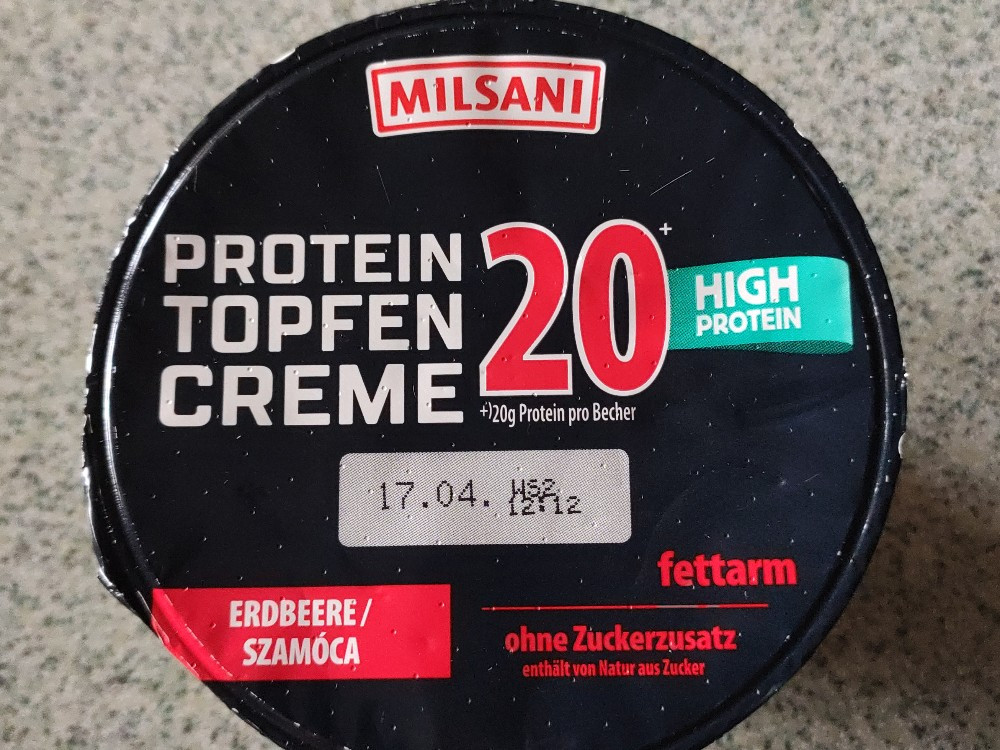 MILSANI
PROTEIN
TOPFEN
CREME
20+
HIGH
PROTEIN
+)20g Protein pro Becher
17.04. WS2
12:12
ERDBEERE /
SZAMÓCA
fettarm
ohne Zuckerzusatz
enthält von Natur aus Zucker